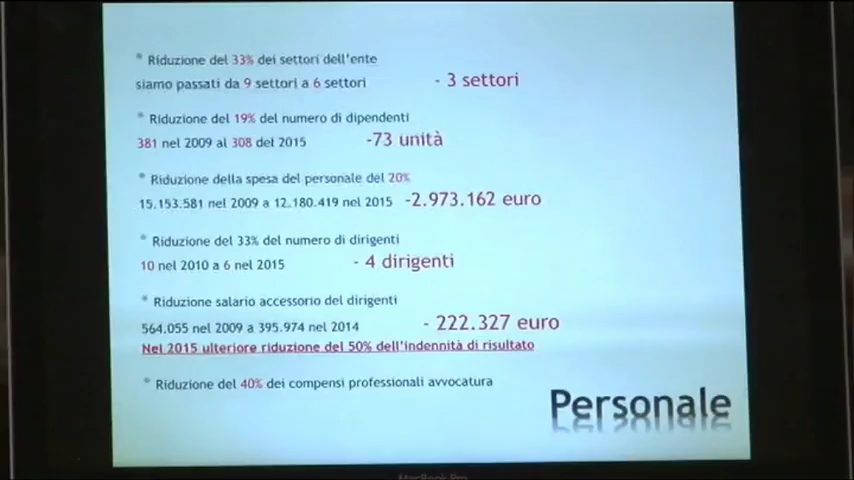 * Riduzione del 33% dei settori dell'ente
siamo passati da 9 settori a 6 settori - 3 settori
* Riduzione del 19% del numero di dipendenti
381 nel 2009 al 308 del 2015 -73 unità
* Riduzione della spesa del personale del 20%
15.153.581 nel 2009 a 12.180.419 nel 2015 -2.973.162 euro
* Riduzione del 33% del numero di dirigenti
10 nel 2010 a 6 nel 2015 - 4 dirigenti
* Riduzione salario accessorio del dirigenti
564.055 nel 2009 a 395.974 nel 2014 - 222.327 euro
Nel 2015 ulteriore riduzione del 50% dell'indennità di risultato
* Riduzione del 40% dei compensi professionali avvocatura
Personale
MacBook Pro